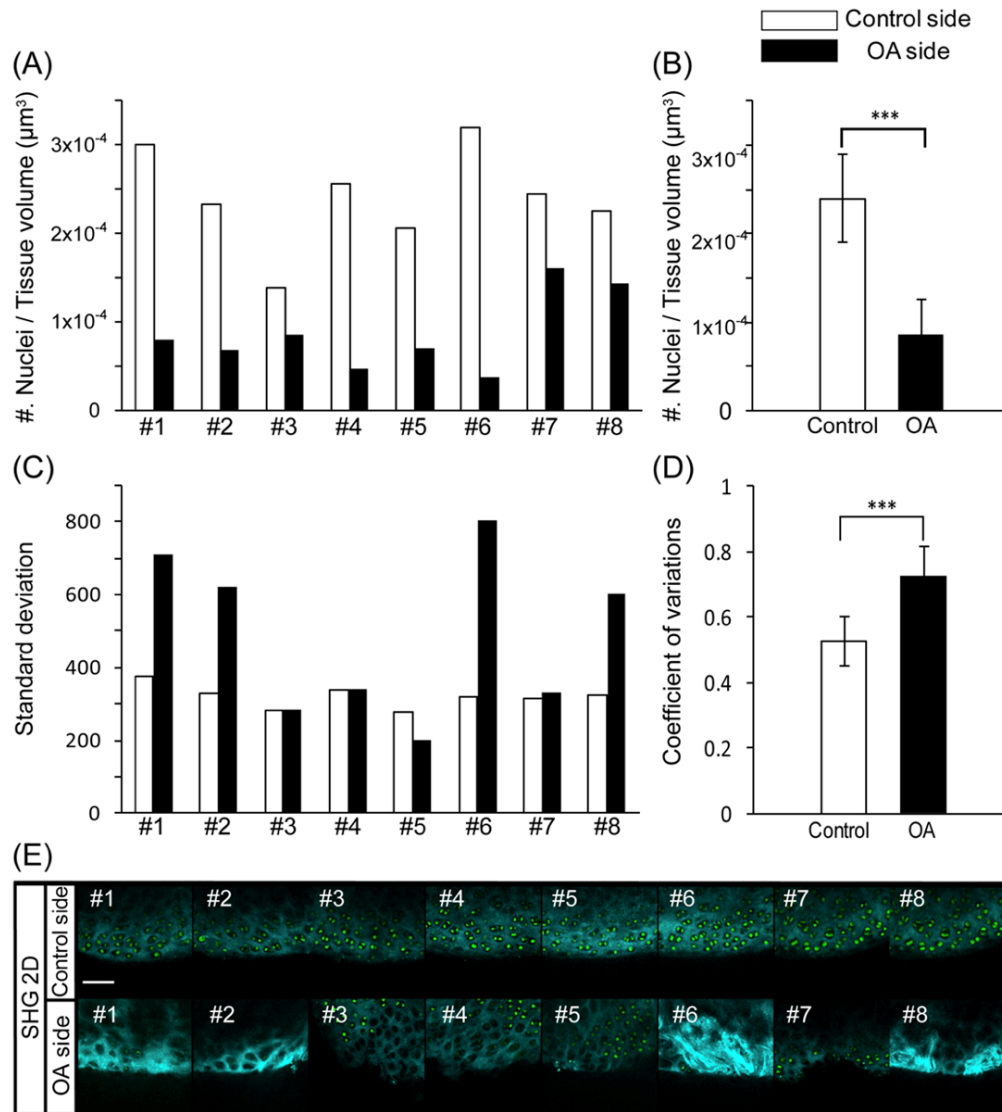 Control side
OA side
(A)
(B)
#. Nuclei / Tissue volume (µm³)
3x10⁻⁴
2x10⁻⁴
1x10⁻⁴
0
#1 #2 #3 #4 #5 #6 #7 #8
#. Nuclei / Tissue volume (µm³)
3x10⁻⁴
2x10⁻⁴
1x10⁻⁴
0
***
Control OA
(C)
(D)
Standard deviation
800
600
400
200
0
#1 #2 #3 #4 #5 #6 #7 #8
Coefficient of variations
1
0.8
0.6
0.4
0.2
0
***
Control OA
(E)
SHG 2D
Control side
#1 #2 #3 #4 #5 #6 #7 #8
OA side
#1 #2 #3 #4 #5 #6 #7 #8